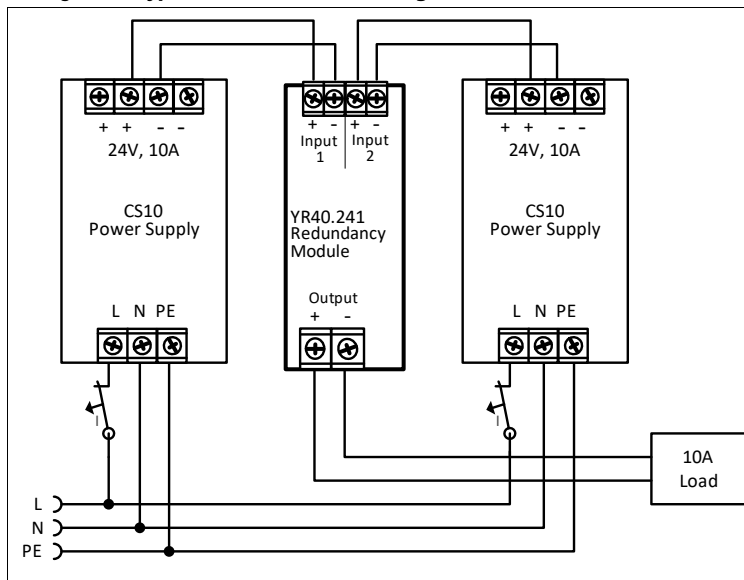 + + - -
24V, 10A
CS10
Power Supply
L N PE
+ - + -
Input 1
Input 2
YR40.241
Redundancy
Module
Output
+ -
+ + - -
24V, 10A
CS10
Power Supply
L N PE
I
I
10A
Load
L
N
PE